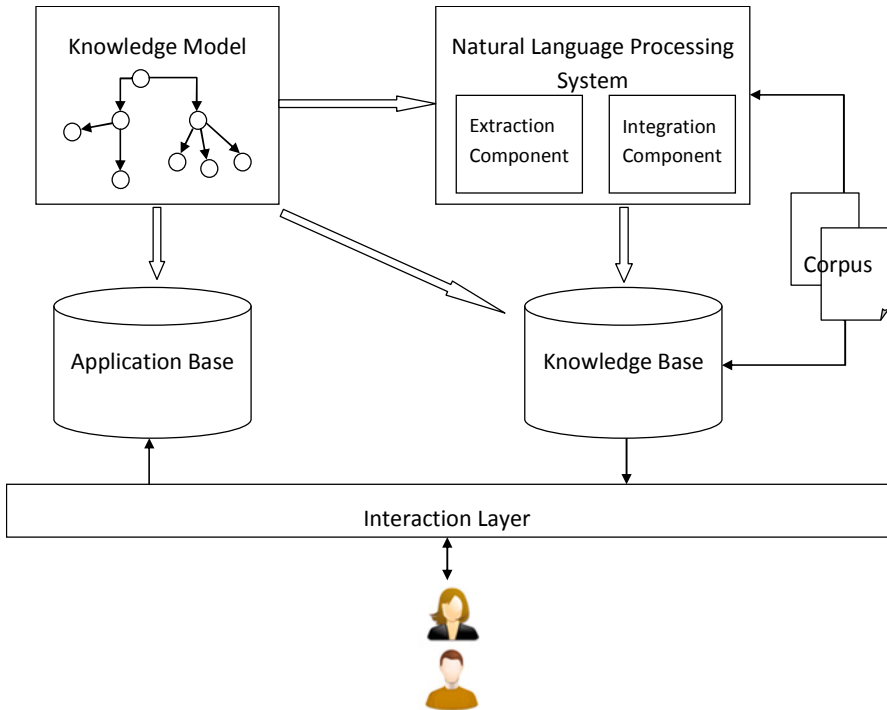 Knowledge Model
Natural Language Processing
System
Extraction
Component
Integration
Component
Corpus
Application Base
Knowledge Base
Interaction Layer